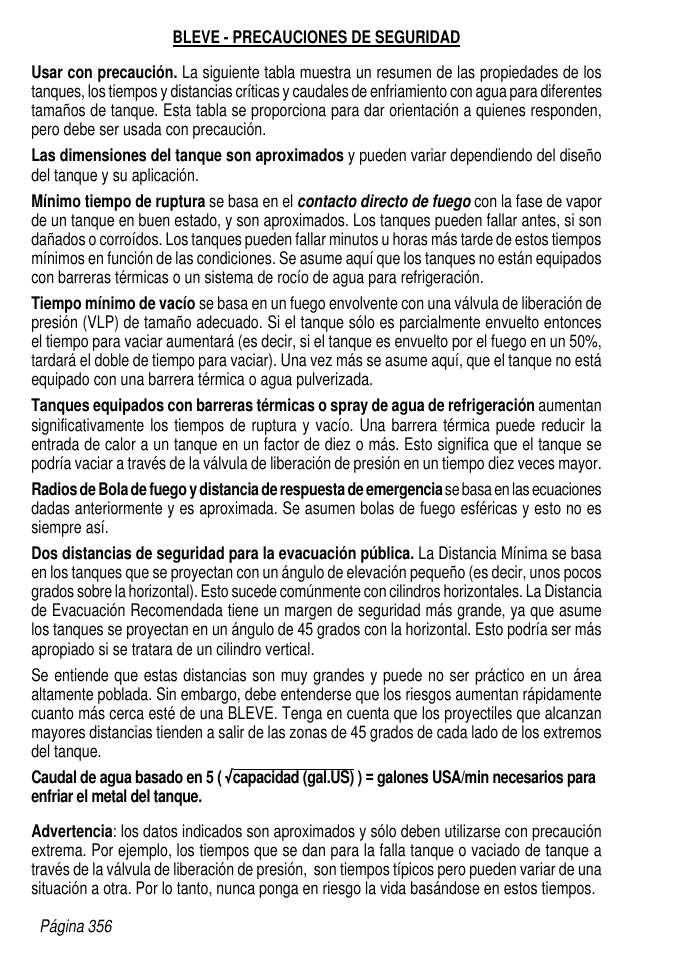 BLEVE - PRECAUCIONES DE SEGURIDAD
Usar con precaución. La siguiente tabla muestra un resumen de las propiedades de los
tanques, los tiempos y distancias críticas y caudales de enfriamiento con agua para diferentes
tamaños de tanque. Esta tabla se proporciona para dar orientación a quienes responden,
pero debe ser usada con precaución.
Las dimensiones del tanque son aproximados y pueden variar dependiendo del diseño
del tanque y su aplicación.
Mínimo tiempo de ruptura se basa en el contacto directo de fuego con la fase de vapor
de un tanque en buen estado, y son aproximados. Los tanques pueden fallar antes, si son
dañados o corroídos. Los tanques pueden fallar minutos u horas más tarde de estos tiempos
mínimos en función de las condiciones. Se asume aquí que los tanques no están equipados
con barreras térmicas o un sistema de rocío de agua para refrigeración.
Tiempo mínimo de vacío se basa en un fuego envolvente con una válvula de liberación de
presión (VLP) de tamaño adecuado. Si el tanque sólo es parcialmente envuelto entonces
el tiempo para vaciar aumentará (es decir, si el tanque es envuelto por el fuego en un 50%,
tardará el doble de tiempo para vaciar). Una vez más se asume aquí, que el tanque no está
equipado con una barrera térmica o agua pulverizada.
Tanques equipados con barreras térmicas o spray de agua de refrigeración aumentan
significativamente los tiempos de ruptura y vacío. Una barrera térmica puede reducir la
entrada de calor a un tanque en un factor de diez o más. Esto significa que el tanque se
podría vaciar a través de la válvula de liberación de presión en un tiempo diez veces mayor.
Radios de Bola de fuego y distancia de respuesta de emergencia se basa en las ecuaciones
dadas anteriormente y es aproximada. Se asumen bolas de fuego esféricas y esto no es
siempre así.
Dos distancias de seguridad para la evacuación pública. La Distancia Mínima se basa
en los tanques que se proyectan con un ángulo de elevación pequeño (es decir, unos pocos
grados sobre la horizontal). Esto sucede comúnmente con cilindros horizontales. La Distancia
de Evacuación Recomendada tiene un margen de seguridad más grande, ya que asume
los tanques se proyectan en un ángulo de 45 grados con la horizontal. Esto podría ser más
apropiado si se tratara de un cilindro vertical.
Se entiende que estas distancias son muy grandes y puede no ser práctico en un área
altamente poblada. Sin embargo, debe entenderse que los riesgos aumentan rápidamente
cuanto más cerca esté de una BLEVE. Tenga en cuenta que los proyectiles que alcanzan
mayores distancias tienden a salir de las zonas de 45 grados de cada lado de los extremos
del tanque.
Caudal de agua basado en 5 ( √capacidad (gal.US) ) = galones USA/min necesarios para
enfriar el metal del tanque.
Advertencia: los datos indicados son aproximados y sólo deben utilizarse con precaución
extrema. Por ejemplo, los tiempos que se dan para la falla tanque o vaciado de tanque a
través de la válvula de liberación de presión, son tiempos típicos pero pueden variar de una
situación a otra. Por lo tanto, nunca ponga en riesgo la vida basándose en estos tiempos.
Página 356